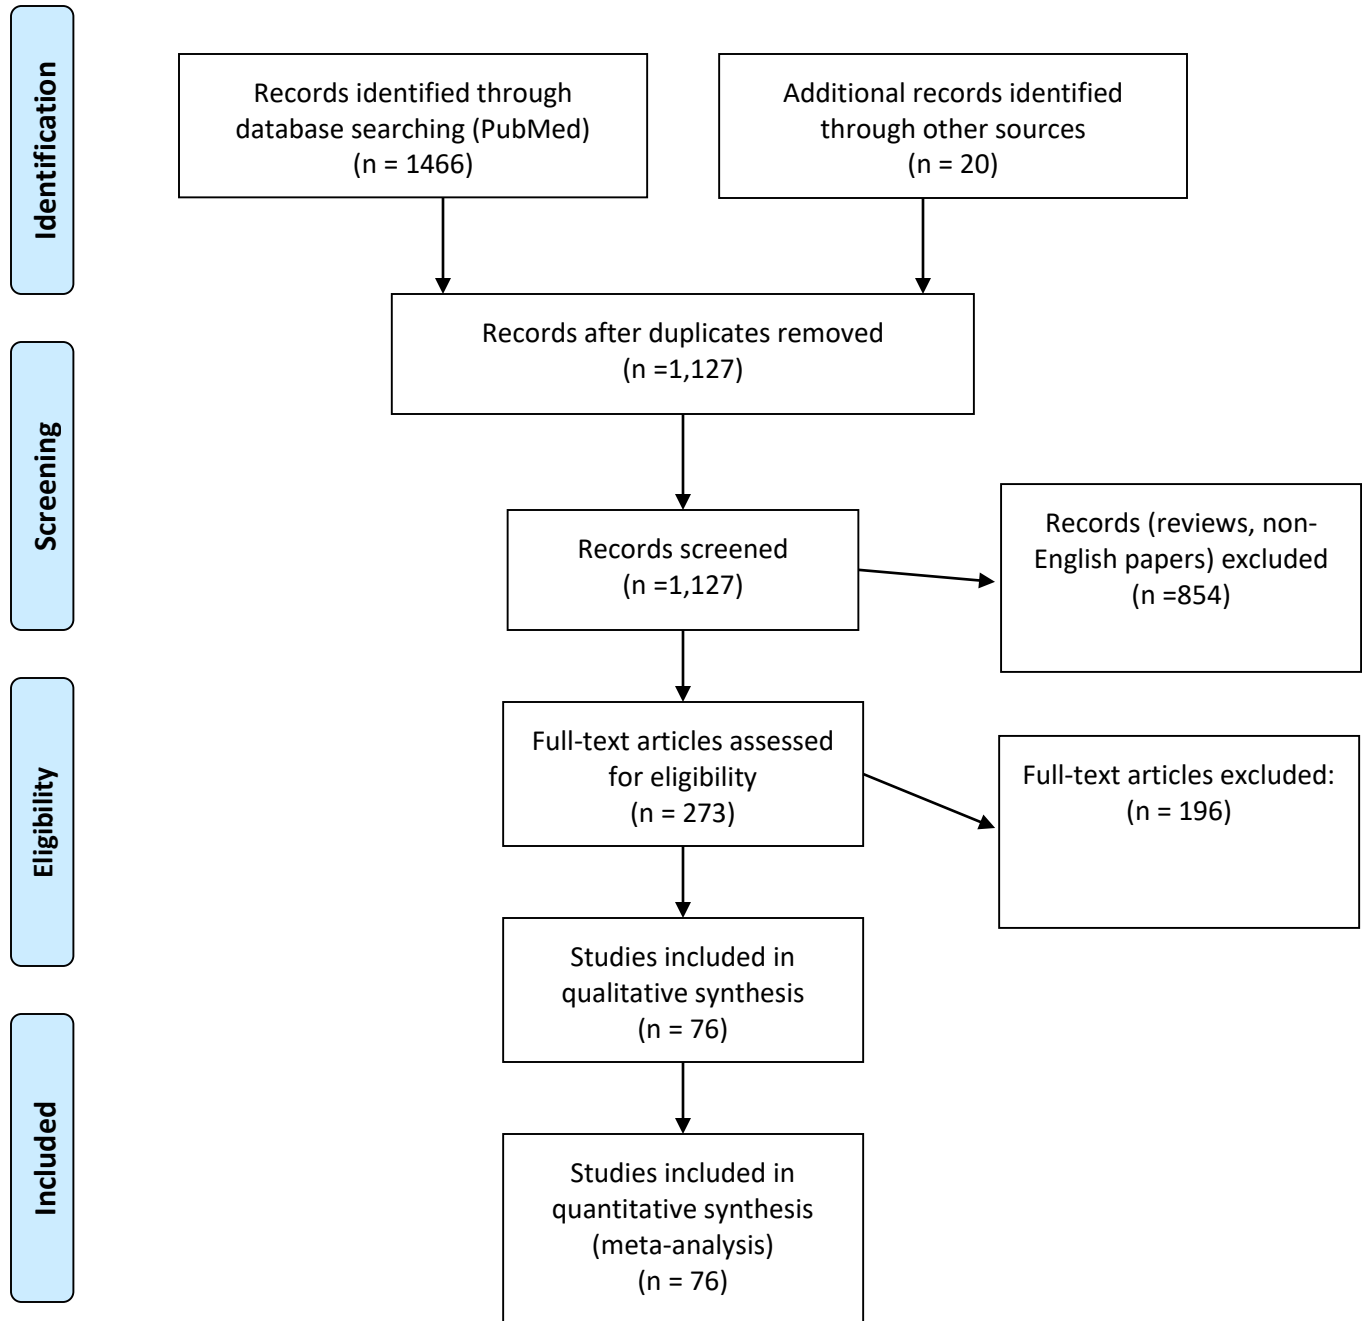 Identification
Records identified through
database searching (PubMed)
(n = 1466)
Additional records identified
through other sources
(n = 20)
Records after duplicates removed
(n =1,127)
Screening
Records screened
(n =1,127)
Records (reviews, non-
English papers) excluded
(n =854)
Eligibility
Full-text articles assessed
for eligibility
(n = 273)
Full-text articles excluded:
(n = 196)
Studies included in
qualitative synthesis
(n = 76)
Included
Studies included in
quantitative synthesis
(meta-analysis)
(n = 76)